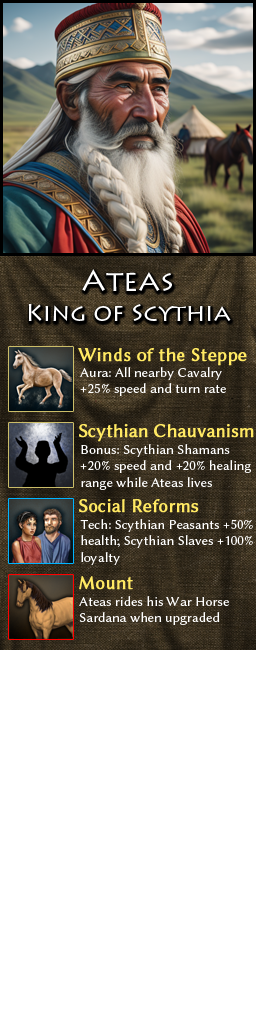 Ateas
King of Scythia
Winds of the Steppe
Aura: All nearby Cavalry
+25% speed and turn rate
Scythian Chauvanism
Bonus: Scythian Shamans
+20% speed and +20% healing
range while Ateas lives
Social Reforms
Tech: Scythian Peasants +50%
health; Scythian Slaves +100%
loyalty
Mount
Ateas rides his War Horse
Sardana when upgraded